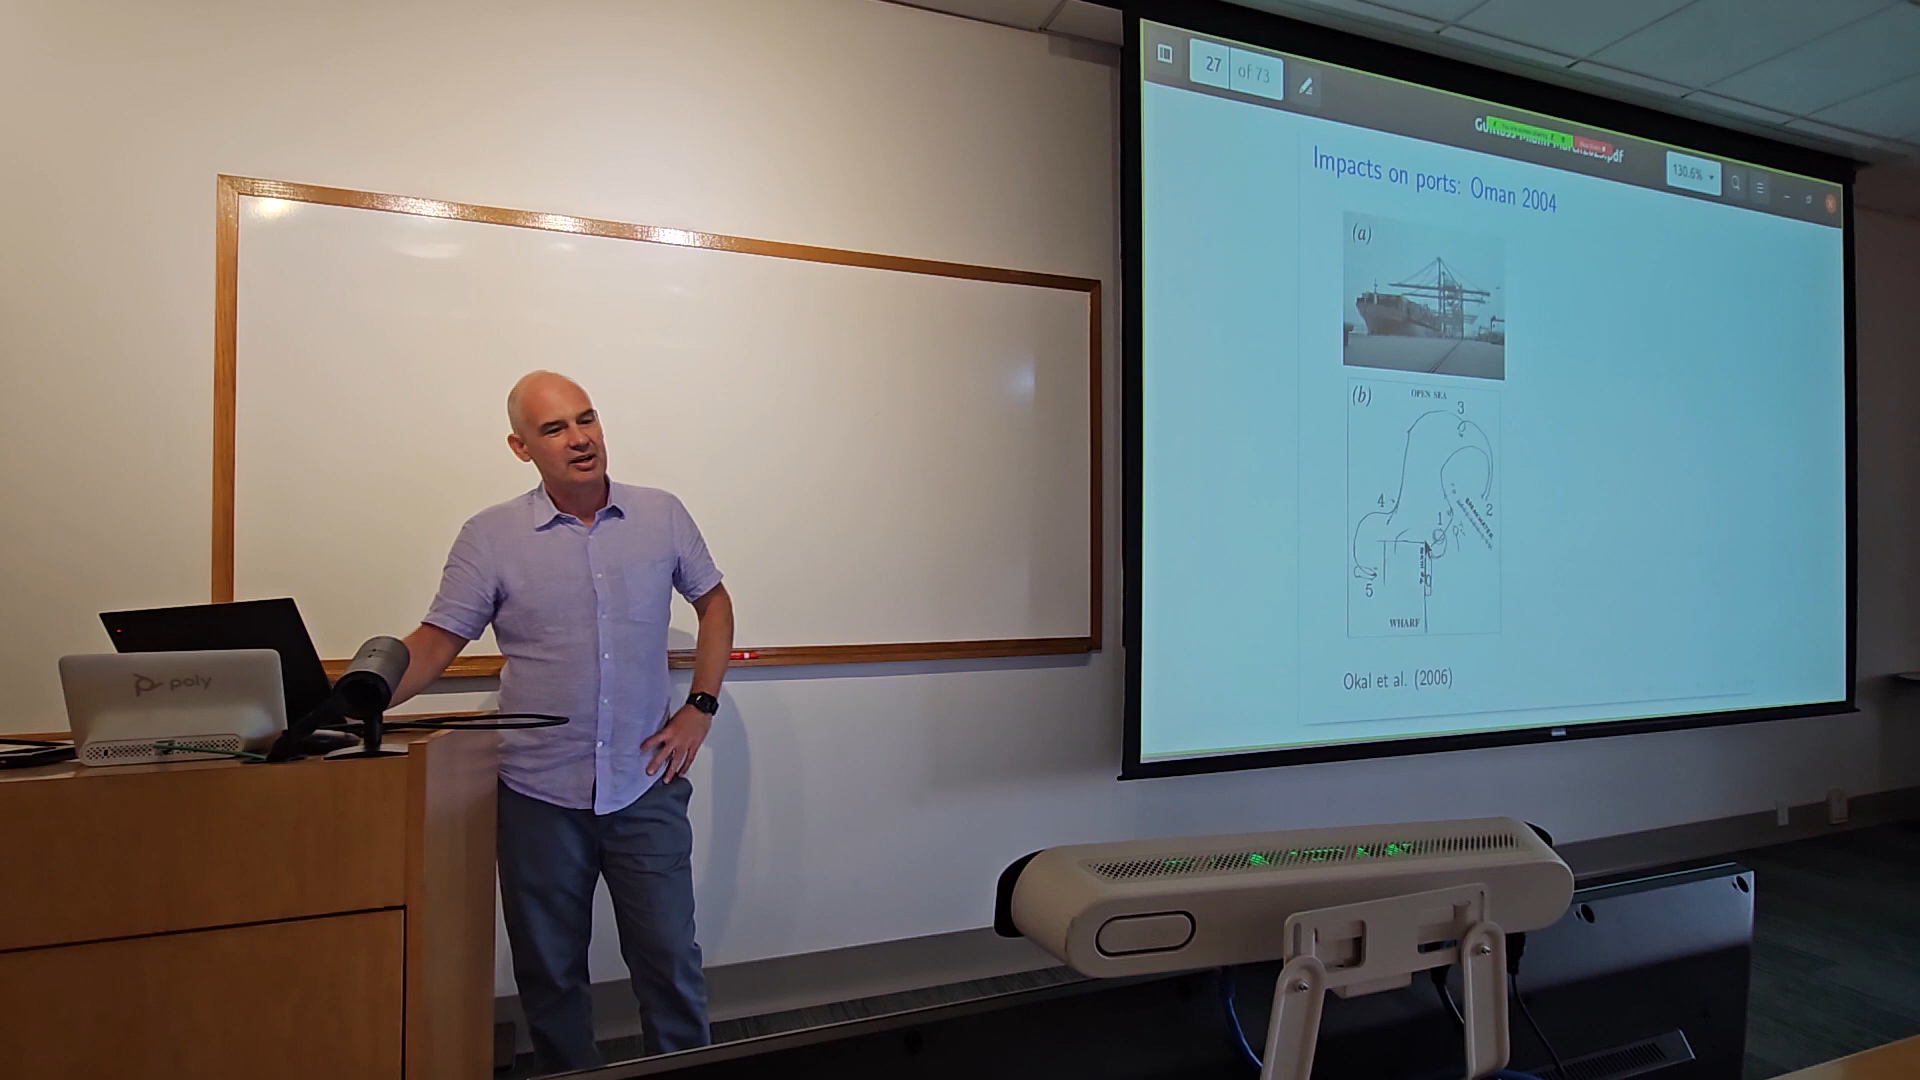 27 of 73
130.6%
Impacts on ports: Oman 2004
(a)
(b)
OPEN SEA
3
4
2
1
BREAKWATER
5
WHARF
Okal et al. (2006)
poly